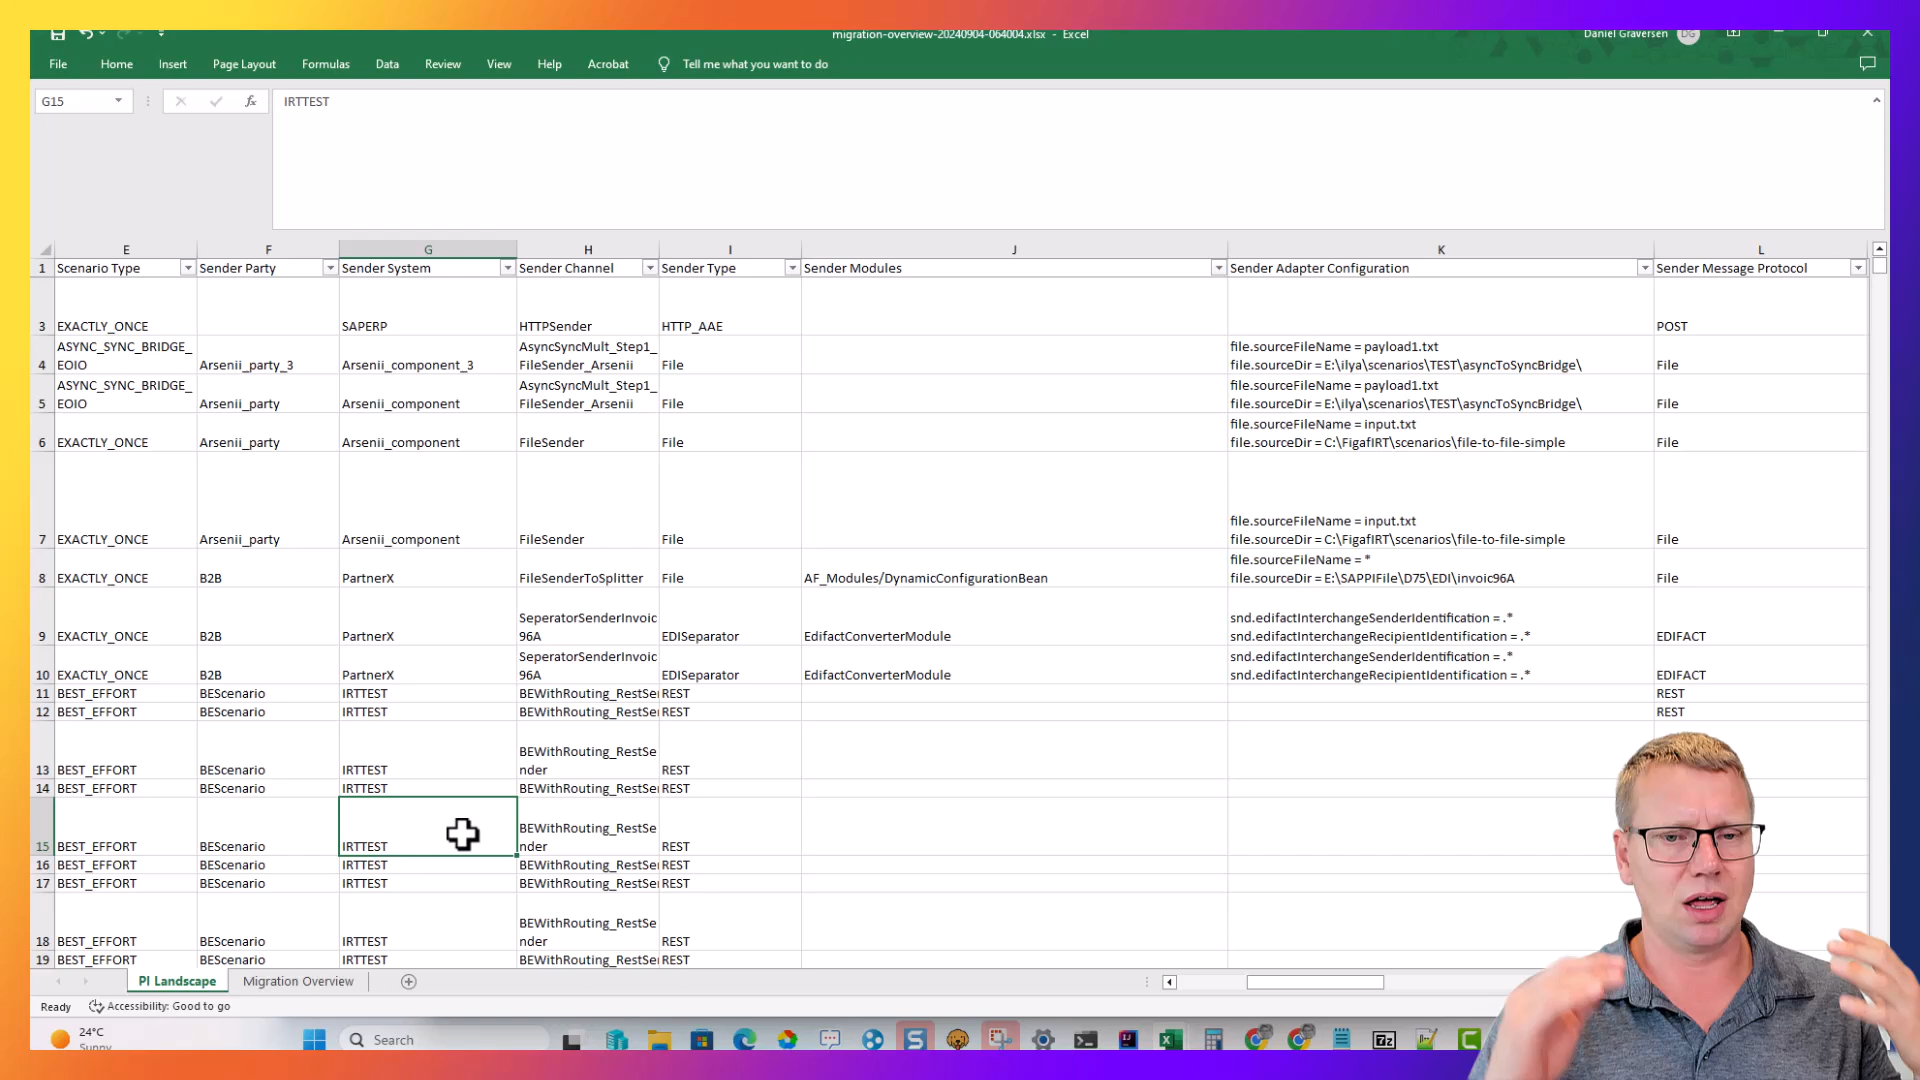 migration-overview-20240904-064004.xlsx - Excel
Daniel Graversen DG
File Home Insert Page Layout Formulas Data Review View Help Acrobat Tell me what you want to do
G15 fx IRTTEST
E F G H I J K L
1 Scenario Type Sender Party Sender System Sender Channel Sender Type Sender Modules Sender Adapter Configuration Sender Message Protocol
3 EXACTLY_ONCE SAPERP HTTPSender HTTP_AAE POST
ASYNC_SYNC_BRIDGE_ AsyncSyncMult_Step1_ file.sourceFileName = payload1.txt
4 EOIO Arsenii_party_3 Arsenii_component_3 FileSender_Arsenii File file.sourceDir = E:\ilya\scenarios\TEST\asyncToSyncBridge\ File
ASYNC_SYNC_BRIDGE_ AsyncSyncMult_Step1_ file.sourceFileName = payload1.txt
5 EOIO Arsenii_party Arsenii_component FileSender_Arsenii File file.sourceDir = E:\ilya\scenarios\TEST\asyncToSyncBridge\ File
file.sourceFileName = input.txt
6 EXACTLY_ONCE Arsenii_party Arsenii_component FileSender File file.sourceDir = C:\FigafIRT\scenarios\file-to-file-simple File
file.sourceFileName = input.txt
7 EXACTLY_ONCE Arsenii_party Arsenii_component FileSender File file.sourceDir = C:\FigafIRT\scenarios\file-to-file-simple File
file.sourceFileName = *
8 EXACTLY_ONCE B2B PartnerX FileSenderToSplitter File AF_Modules/DynamicConfigurationBean file.sourceDir = E:\SAPPIFile\D75\EDI\invoic96A File
SeperatorSenderInvoic snd.edifactInterchangeSenderIdentification = .*
9 EXACTLY_ONCE B2B PartnerX 96A EDISeparator EdifactConverterModule snd.edifactInterchangeRecipientIdentification = .* EDIFACT
SeperatorSenderInvoic snd.edifactInterchangeSenderIdentification = .*
10 EXACTLY_ONCE B2B PartnerX 96A EDISeparator EdifactConverterModule snd.edifactInterchangeRecipientIdentification = .* EDIFACT
11 BEST_EFFORT BEScenario IRTTEST BEWithRouting_RestSe REST REST
12 BEST_EFFORT BEScenario IRTTEST BEWithRouting_RestSe REST REST
BEWithRouting_RestSe
13 BEST_EFFORT BEScenario IRTTEST nder REST
14 BEST_EFFORT BEScenario IRTTEST BEWithRouting_RestSe REST
BEWithRouting_RestSe
15 BEST_EFFORT BEScenario IRTTEST nder REST
16 BEST_EFFORT BEScenario IRTTEST BEWithRouting_RestSe REST
17 BEST_EFFORT BEScenario IRTTEST BEWithRouting_RestSe REST
BEWithRouting_RestSe
18 BEST_EFFORT BEScenario IRTTEST nder REST
19 BEST_EFFORT BEScenario IRTTEST BEWithRouting_RestSe REST
PI Landscape Migration Overview
Ready Accessibility: Good to go
24°C
Sunny
Search
S
7z